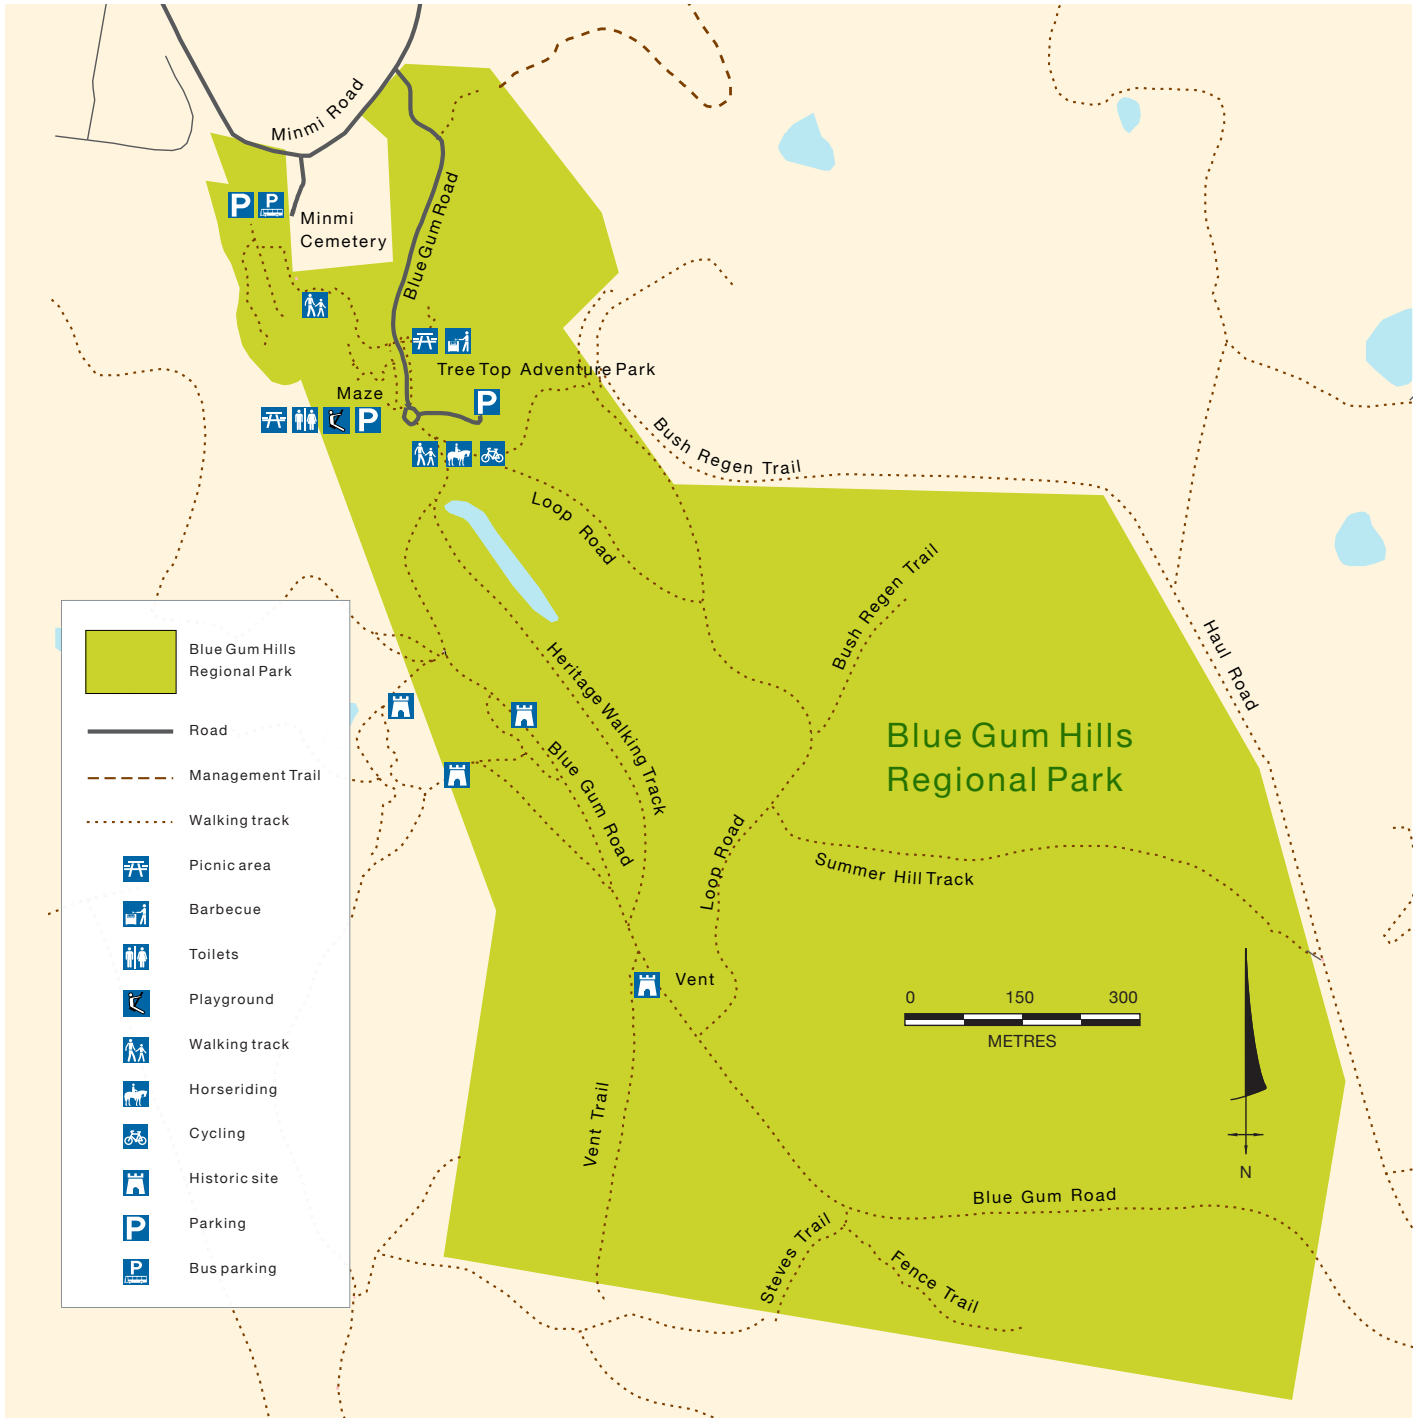 Minmi Road
Blue Gum Road
P
P
Minmi
Cemetery
Tree Top Adventure Park
Maze
P
P
Bush Regen Trail
Loop Road
Bush Regen Trail
Haul Road
Heritage Walking Track
Blue Gum Road
Blue Gum Hills
Regional Park
Loop Road
Summer Hill Track
Vent
0 150 300
METRES
Vent Trail
N
Blue Gum Road
Steves Trail
Fence Trail
Blue Gum Hills
Regional Park
Road
Management Trail
Walking track
Picnic area
Barbecue
Toilets
Playground
Walking track
Horseriding
Cycling
Historic site
P Parking
P Bus parking